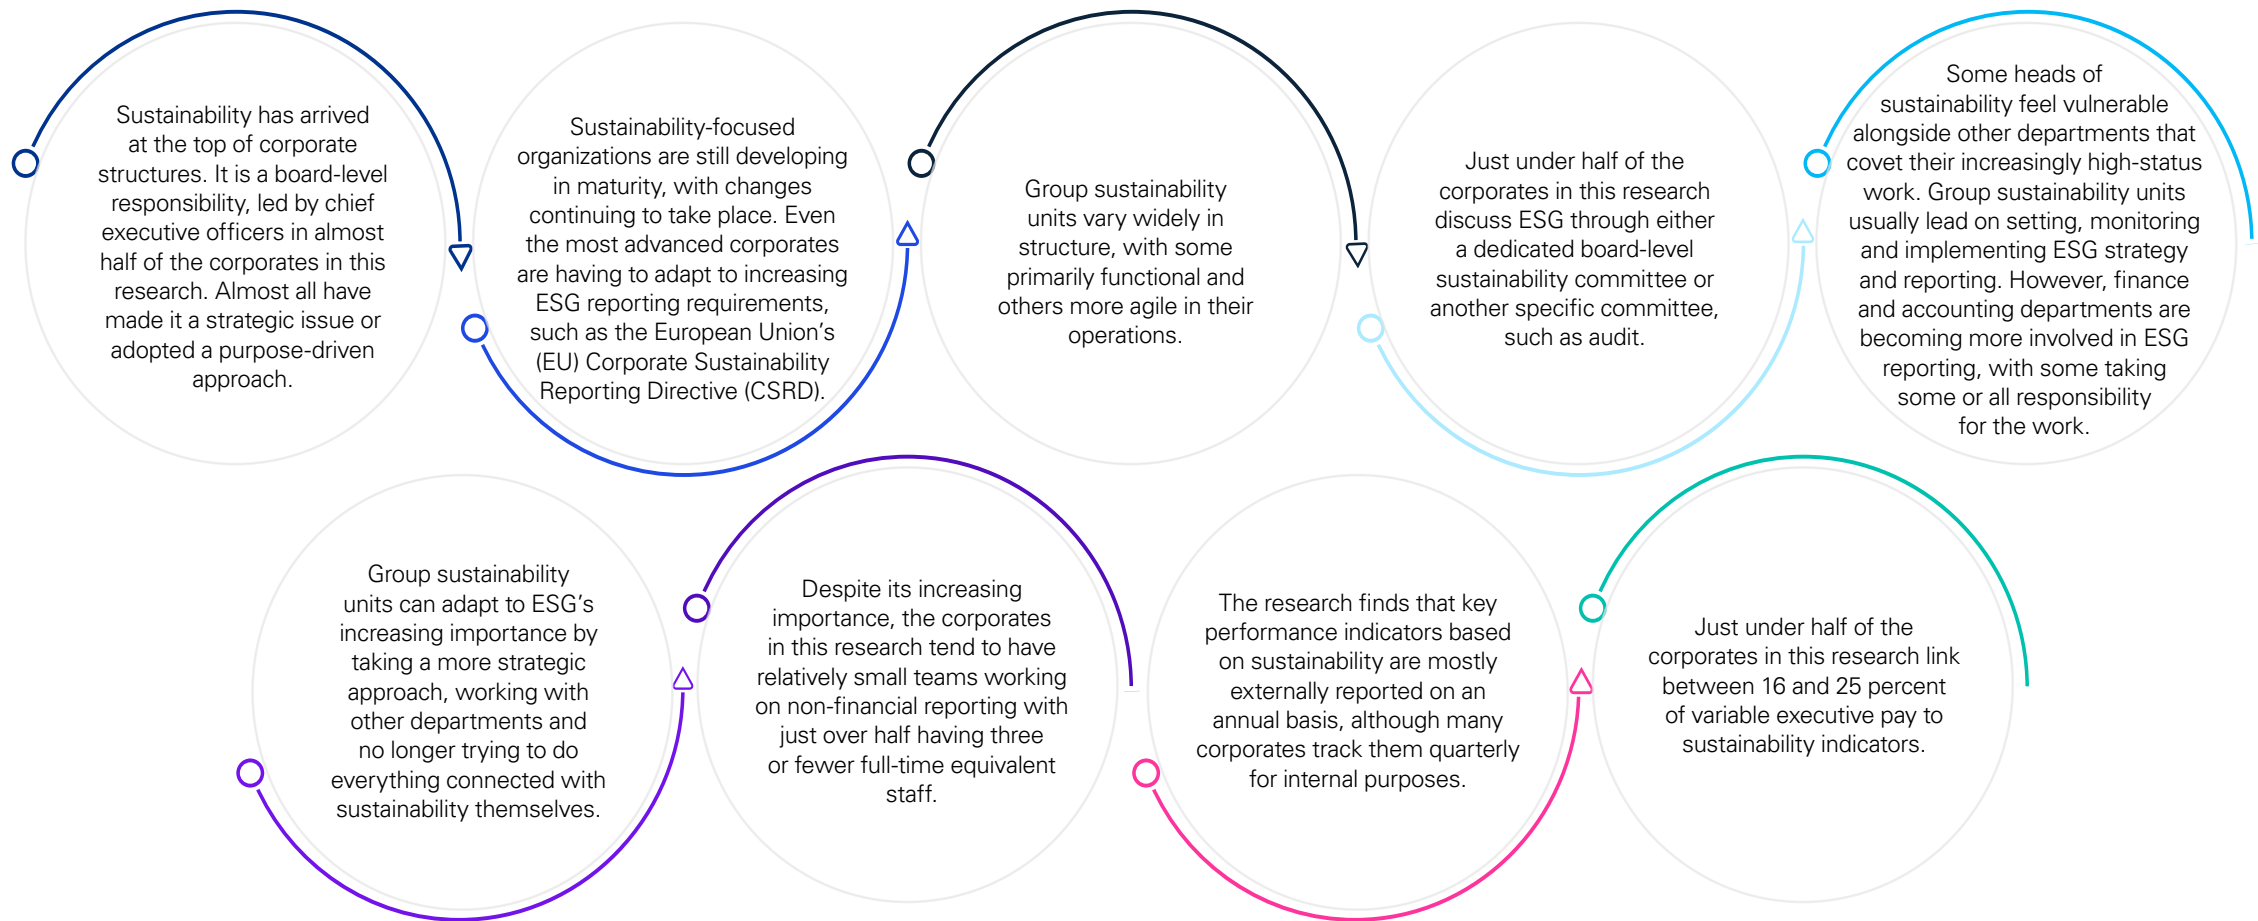 Sustainability has arrived
at the top of corporate
structures. It is a board-level
responsibility, led by chief
executive officers in almost
half of the corporates in this
research. Almost all have
made it a strategic issue or
adopted a purpose-driven
approach.
Sustainability-focused
organizations are still developing
in maturity, with changes
continuing to take place. Even
the most advanced corporates
are having to adapt to increasing
ESG reporting requirements,
such as the European Union’s
(EU) Corporate Sustainability
Reporting Directive (CSRD).
Group sustainability
units vary widely in
structure, with some
primarily functional and
others more agile in their
operations.
Just under half of the
corporates in this research
discuss ESG through either
a dedicated board-level
sustainability committee or
another specific committee,
such as audit.
Some heads of
sustainability feel vulnerable
alongside other departments that
covet their increasingly high-status
work. Group sustainability units
usually lead on setting, monitoring
and implementing ESG strategy
and reporting. However, finance
and accounting departments are
becoming more involved in ESG
reporting, with some taking
some or all responsibility
for the work.
Group sustainability
units can adapt to ESG’s
increasing importance by
taking a more strategic
approach, working with
other departments and
no longer trying to do
everything connected with
sustainability themselves.
Despite its increasing
importance, the corporates
in this research tend to have
relatively small teams working
on non-financial reporting with
just over half having three
or fewer full-time equivalent
staff.
The research finds that key
performance indicators based
on sustainability are mostly
externally reported on an
annual basis, although many
corporates track them quarterly
for internal purposes.
Just under half of the
corporates in this research link
between 16 and 25 percent
of variable executive pay to
sustainability indicators.